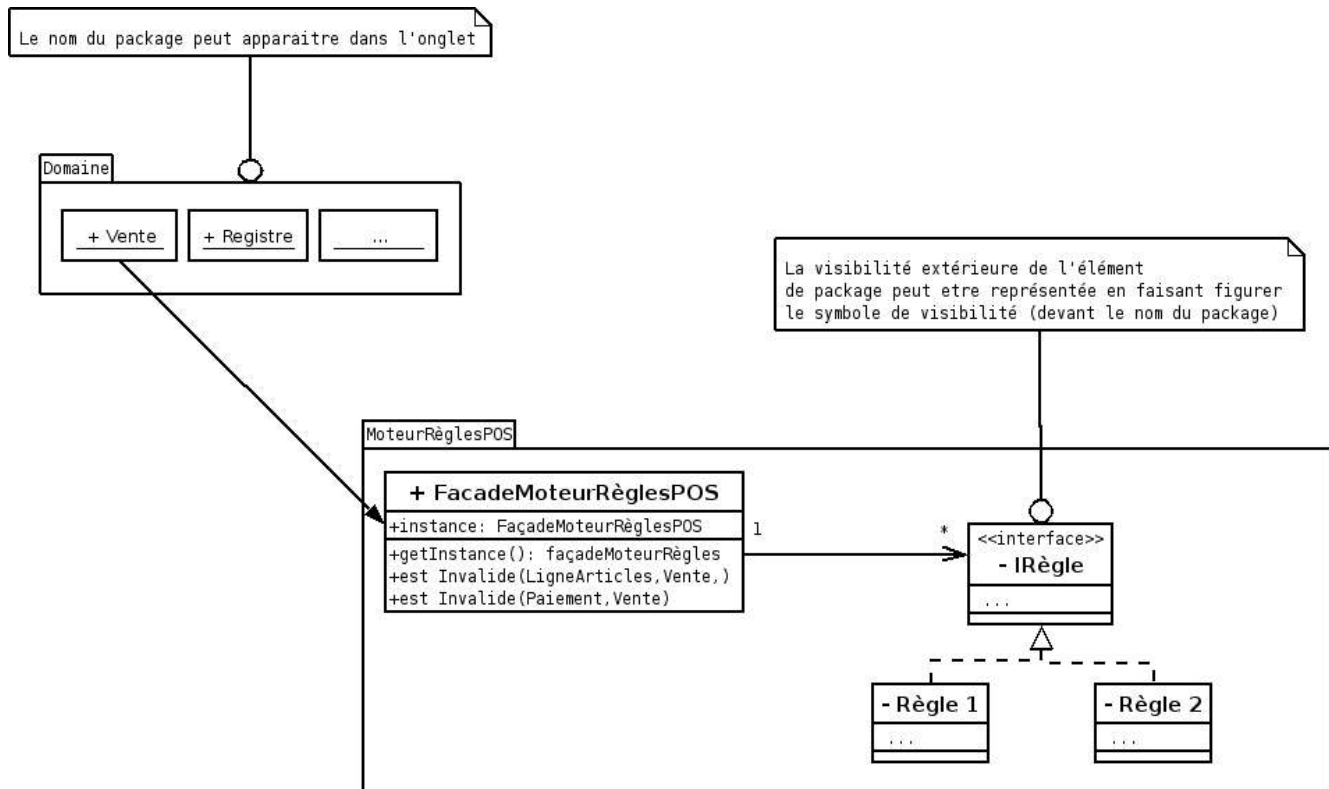 Le nom du package peut apparaitre dans l'onglet
Domaine
+ Vente
+ Registre
...
La visibilité extérieure de l'élément
de package peut etre représentée en faisant figurer
le symbole de visibilité (devant le nom du package)
MoteurRèglesPOS
+ FacadeMoteurRèglesPOS
+instance: FaçadeMoteurRèglesPOS
+getInstance(): façadeMoteurRègles
+est Invalide(LigneArticles,Vente,)
+est Invalide(Paiement,Vente)
1
*
<<interface>>
- IRègle
...
- Règle 1
...
- Règle 2
...